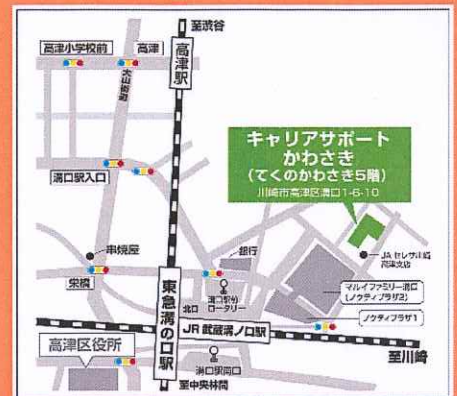 至渋谷
高津小学校前
高津
高津駅
大山街道
溝口駅入口
キャリアサポート
かわさき
(てくのかわさき5階)
川崎市高津区溝口1-6-10
串焼屋
銀行
JA セレサ川崎
高津支店
栄橋
溝口駅前
ロータリー
マルイファミリー溝口
(ノクティプラザ2)
東急溝の口駅
北口
ノクティプラザ1
JR 武蔵溝ノ口駅
至川崎
高津区役所
溝口駅南口
至中央林間